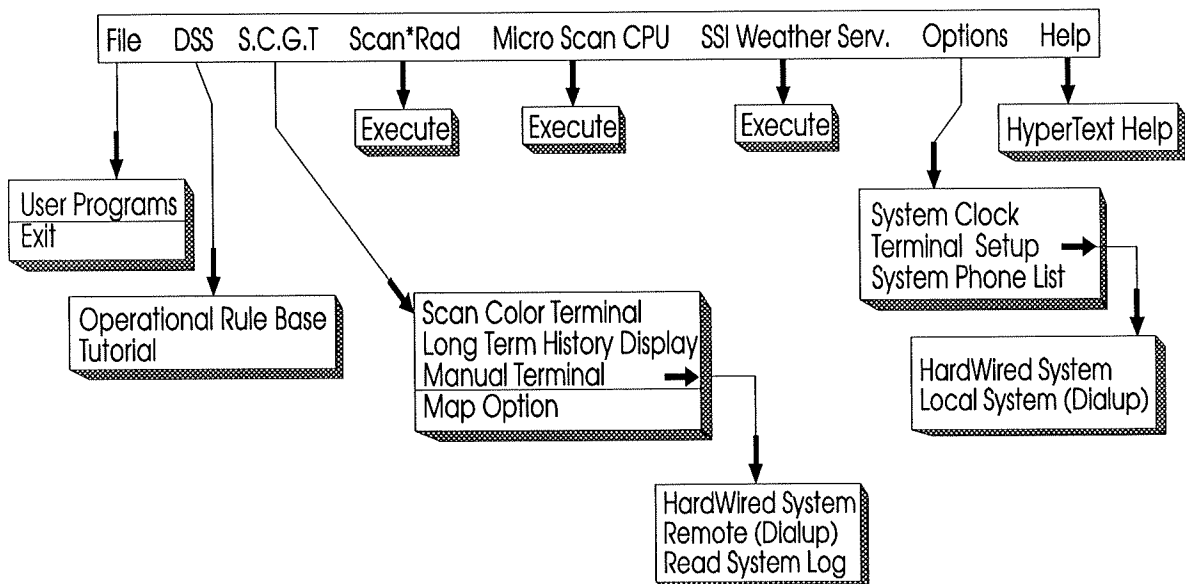 File DSS S.C.G.T Scan*Rad Micro Scan CPU SSI Weather Serv. Options Help
Execute
Execute
Execute
HyperText Help
User Programs
Exit
System Clock
Terminal Setup
System Phone List
Operational Rule Base
Tutorial
Scan Color Terminal
Long Term History Display
Manual Terminal
Map Option
HardWired System
Local System (Dialup)
HardWired System
Remote (Dialup)
Read System Log